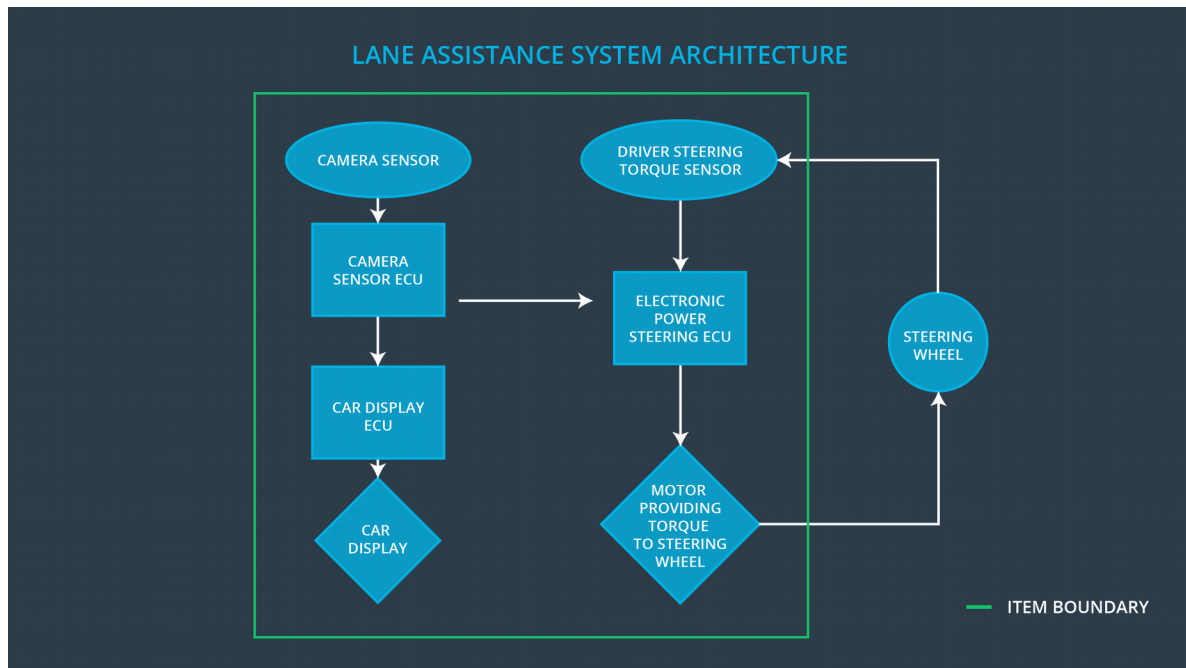 LANE ASSISTANCE SYSTEM ARCHITECTURE
CAMERA SENSOR
DRIVER STEERING
TORQUE SENSOR
CAMERA
SENSOR ECU
ELECTRONIC
POWER
STEERING ECU
STEERING
WHEEL
CAR DISPLAY
ECU
MOTOR
PROVIDING
TORQUE
TO STEERING
WHEEL
CAR
DISPLAY
ITEM BOUNDARY